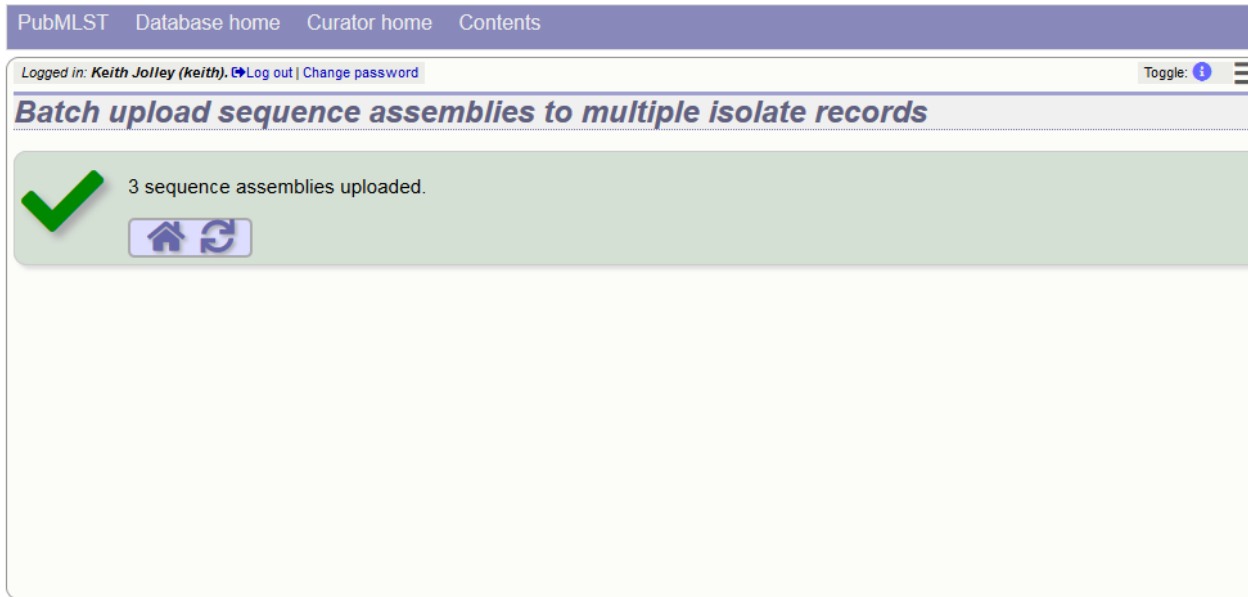 PubMLST Database home Curator home Contents
Logged in: Keith Jolley (keith). Log out | Change password Toggle: i
Batch upload sequence assemblies to multiple isolate records
3 sequence assemblies uploaded.